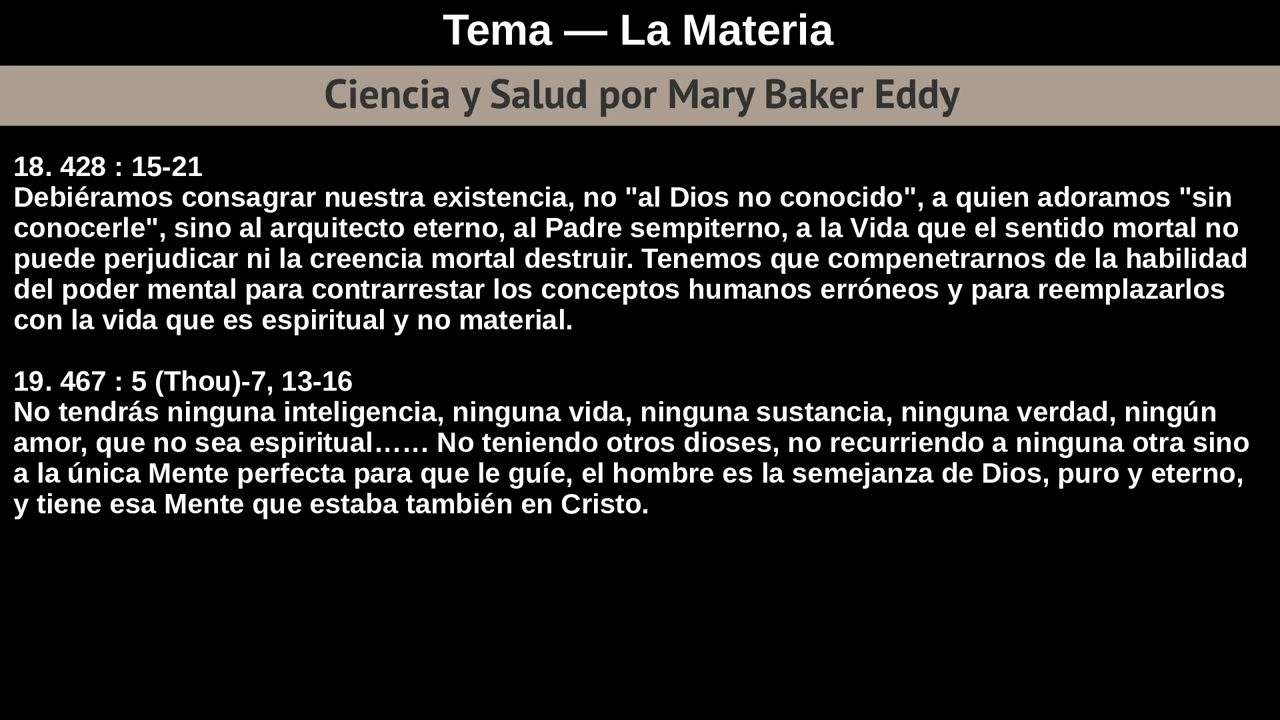 Tema — La Materia
Ciencia y Salud por Mary Baker Eddy
18. 428 : 15-21
Debiéramos consagrar nuestra existencia, no "al Dios no conocido", a quien adoramos "sin
conocerle", sino al arquitecto eterno, al Padre sempiterno, a la Vida que el sentido mortal no
puede perjudicar ni la creencia mortal destruir. Tenemos que compenetrarnos de la habilidad
del poder mental para contrarrestar los conceptos humanos erróneos y para reemplazarlos
con la vida que es espiritual y no material.
19. 467 : 5 (Thou)-7, 13-16
No tendrás ninguna inteligencia, ninguna vida, ninguna sustancia, ninguna verdad, ningún
amor, que no sea espiritual…… No teniendo otros dioses, no recurriendo a ninguna otra sino
a la única Mente perfecta para que le guíe, el hombre es la semejanza de Dios, puro y eterno,
y tiene esa Mente que estaba también en Cristo.